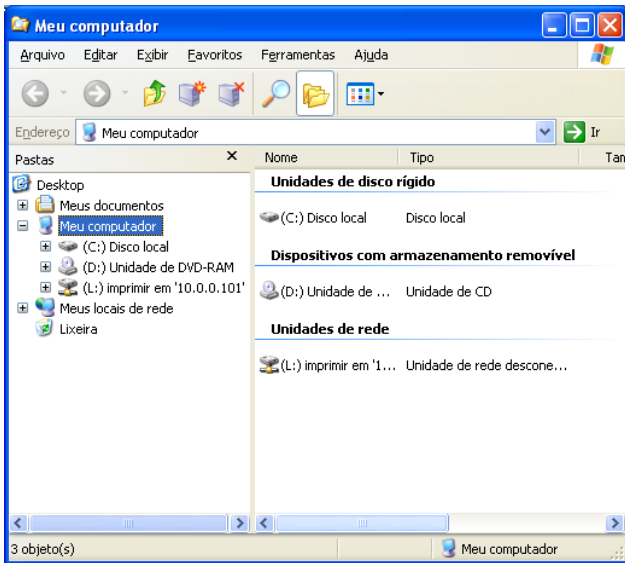 Meu computador
Arquivo Editar Exibir Favoritos Ferramentas Ajuda
Endereço Meu computador Ir
Pastas
Desktop
Meus documentos
Meu computador
(C:) Disco local
(D:) Unidade de DVD-RAM
(L:) imprimir em '10.0.0.101'
Meus locais de rede
Lixeira
Nome Tipo Tam
Unidades de disco rígido
(C:) Disco local Disco local
Dispositivos com armazenamento removível
(D:) Unidade de ... Unidade de CD
Unidades de rede
(L:) imprimir em '1... Unidade de rede descone...
3 objeto(s) Meu computador